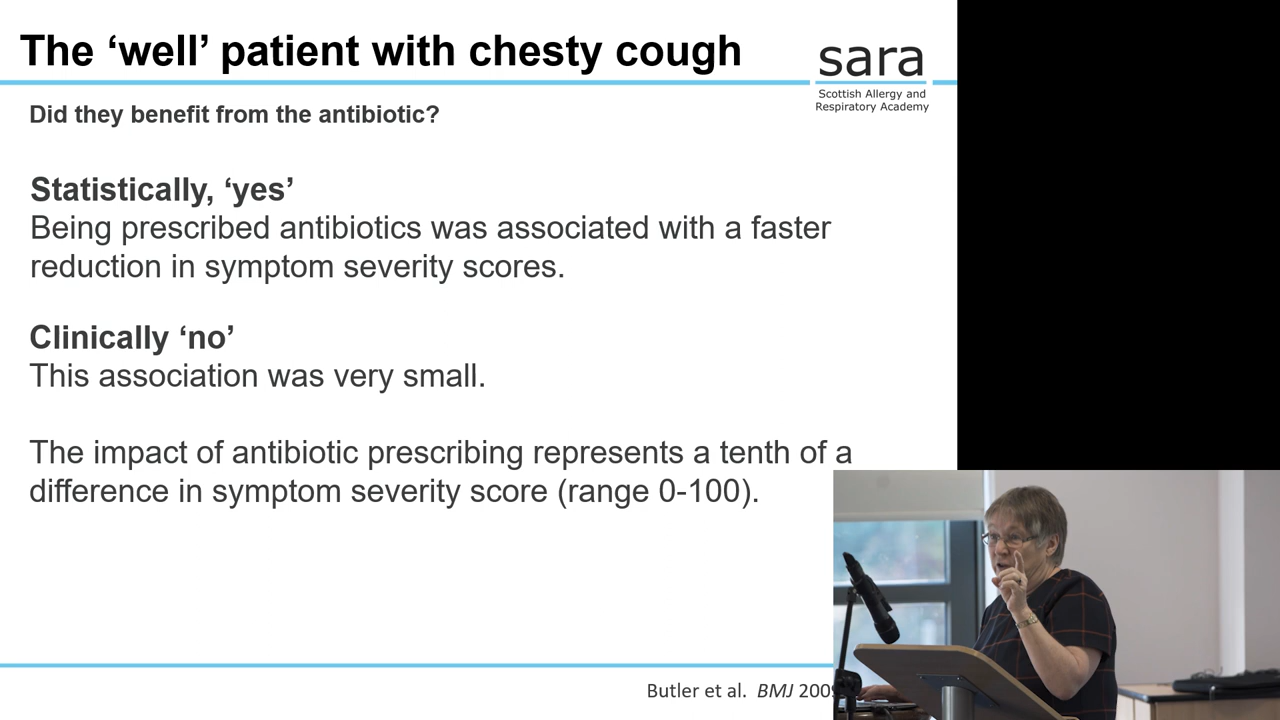 The ‘well’ patient with chesty cough
sara
Scottish Allergy and
Respiratory Academy
Did they benefit from the antibiotic?
Statistically, ‘yes’
Being prescribed antibiotics was associated with a faster
reduction in symptom severity scores.
Clinically ‘no’
This association was very small.
The impact of antibiotic prescribing represents a tenth of a
difference in symptom severity score (range 0-100).
Butler et al. BMJ 2009